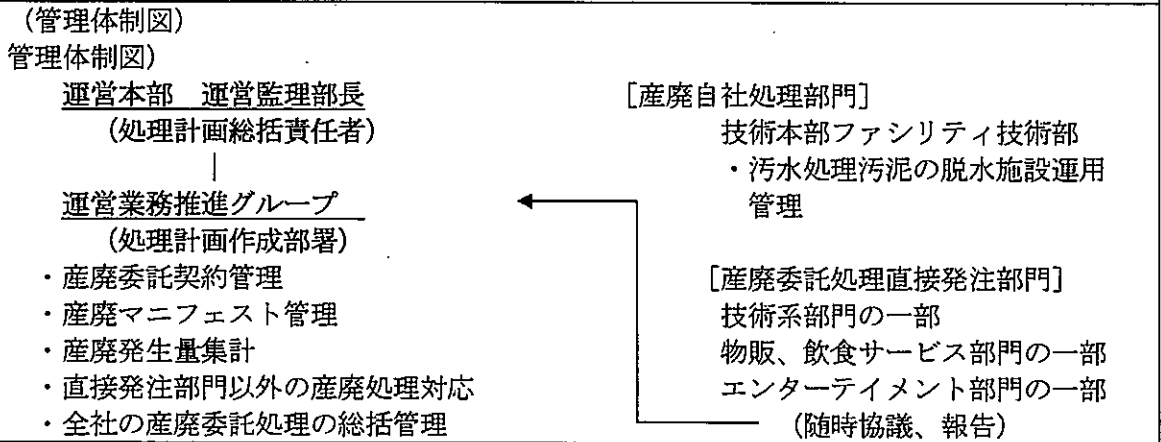 （管理体制図）
管理体制図）
運営本部　運営監理部長
（処理計画総括責任者）
運営業務推進グループ
（処理計画作成部署）
・産廃委託契約管理
・産廃マニフェスト管理
・産廃発生量集計
・直接発注部門以外の産廃処理対応
・全社の産廃委託処理の総括管理
［産廃自社処理部門］
技術本部ファシリティ技術部
・汚水処理汚泥の脱水施設運用
管理
［産廃委託処理直接発注部門］
技術系部門の一部
物販、飲食サービス部門の一部
エンターテイメント部門の一部
（随時協議、報告）